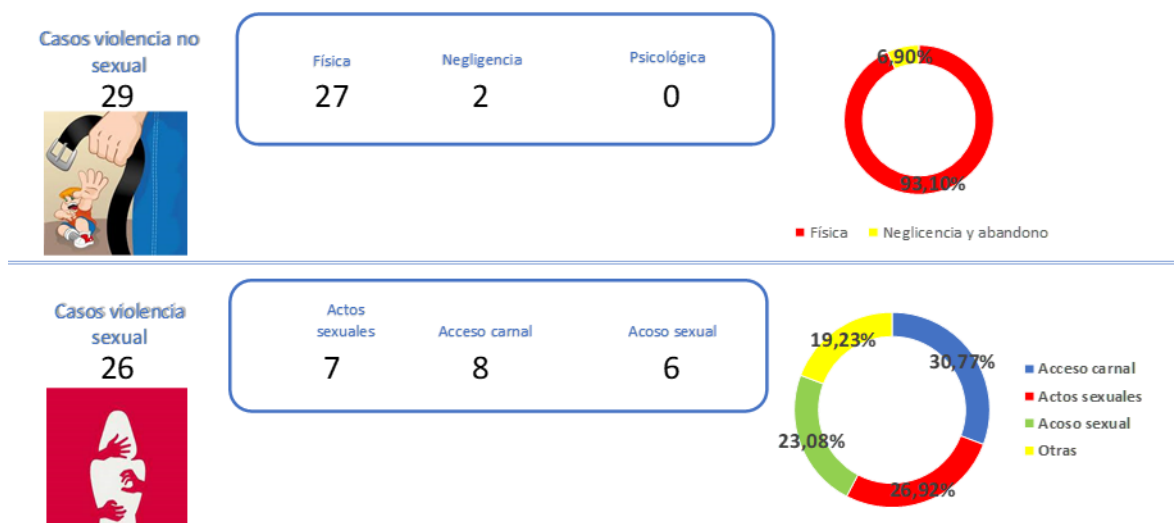 Casos violencia no
sexual
29
Física
27
Negligencia
2
Psicológica
0
6,90%
93,10%
Física
Neglicencia y abandono
Casos violencia
sexual
26
Actos
sexuales
7
Acceso carnal
8
Acoso sexual
6
19,23%
30,77%
23,08%
26,92%
Acceso carnal
Actos sexuales
Acoso sexual
Otras